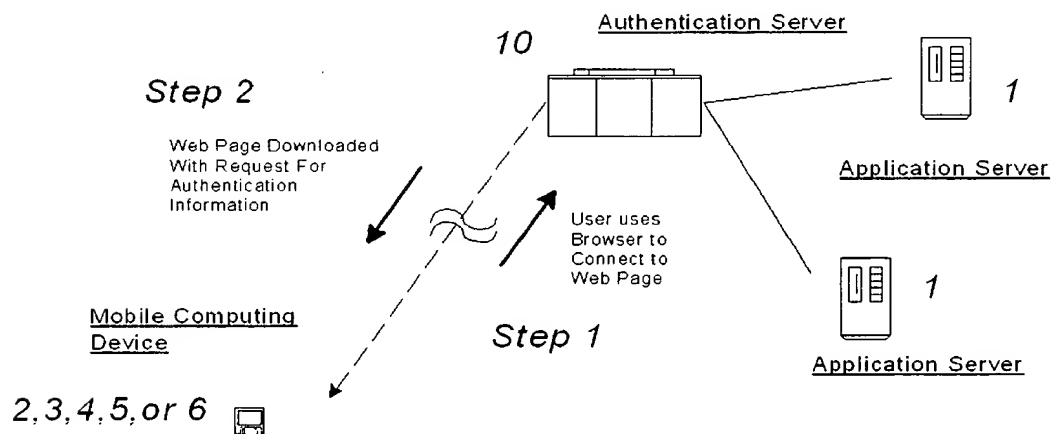 Authentication Server
10
1
Step 2
Web Page Downloaded
With Request For
Authentication
Information
Application Server
User uses
Browser to
Connect to
Web Page
1
Mobile Computing
Device
Step 1
Application Server
2,3,4,5,or 6